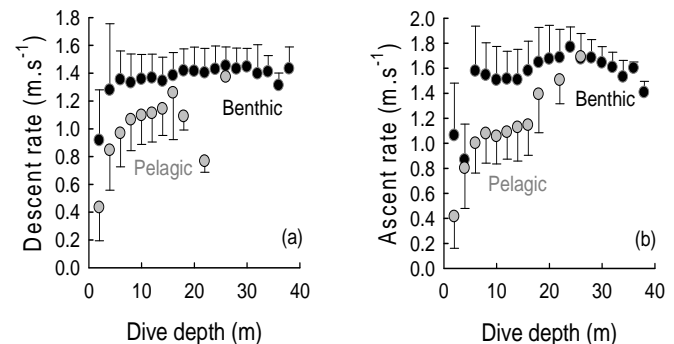 Descent rate (m.s⁻¹)
1.8
1.6
1.4
1.2
1.0
0.8
0.6
0.4
0.2
0.0
Benthic
Pelagic
(a)
0 10 20 30 40
Dive depth (m)
Ascent rate (m.s⁻¹)
2.0
1.8
1.6
1.4
1.2
1.0
0.8
0.6
0.4
0.2
0.0
Benthic
Pelagic
(b)
0 10 20 30 40
Dive depth (m)